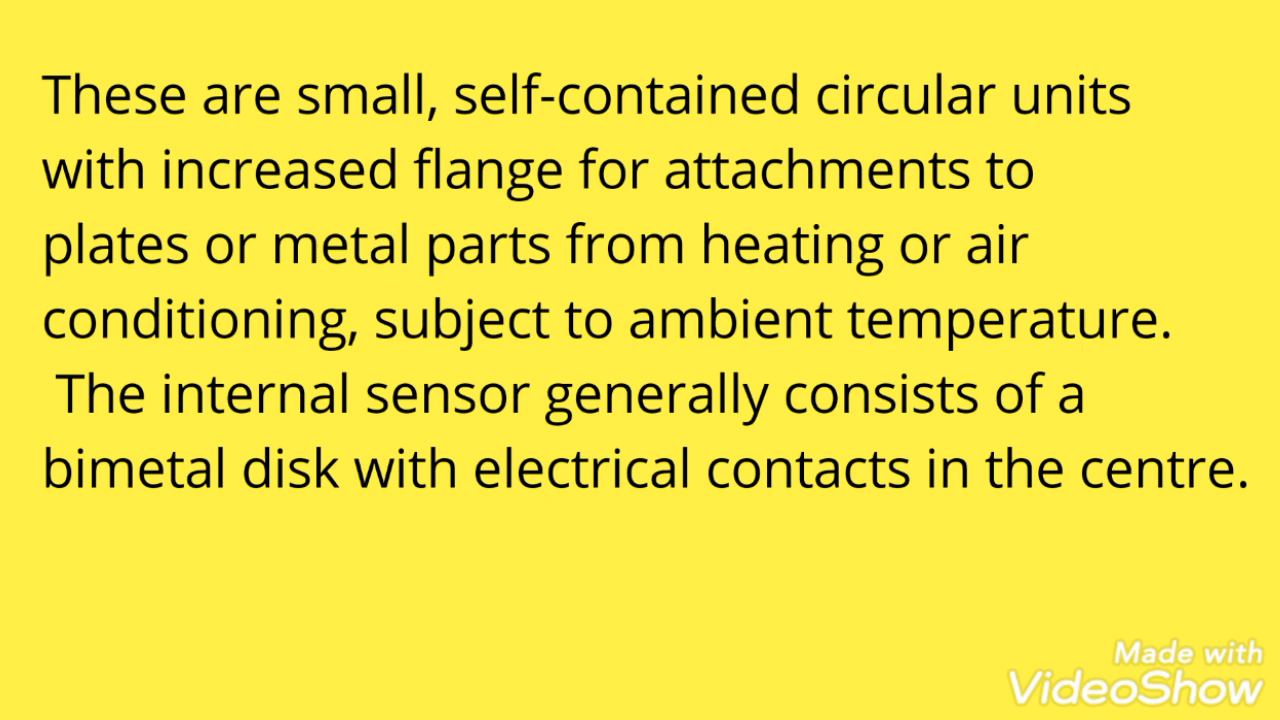 These are small, self-contained circular units
with increased flange for attachments to
plates or metal parts from heating or air
conditioning, subject to ambient temperature.
The internal sensor generally consists of a
bimetal disk with electrical contacts in the centre.
Made with
VideoShow